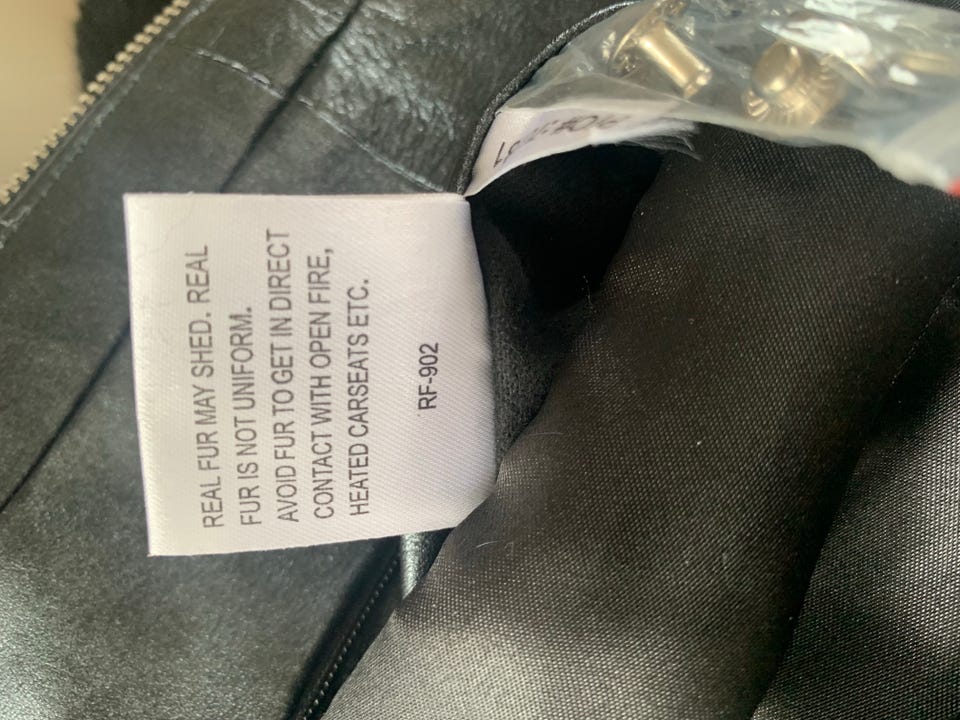 REAL FUR MAY SHED. REAL
FUR IS NOT UNIFORM.
AVOID FUR TO GET IN DIRECT
CONTACT WITH OPEN FIRE,
HEATED CARSEATS ETC.
RF-902